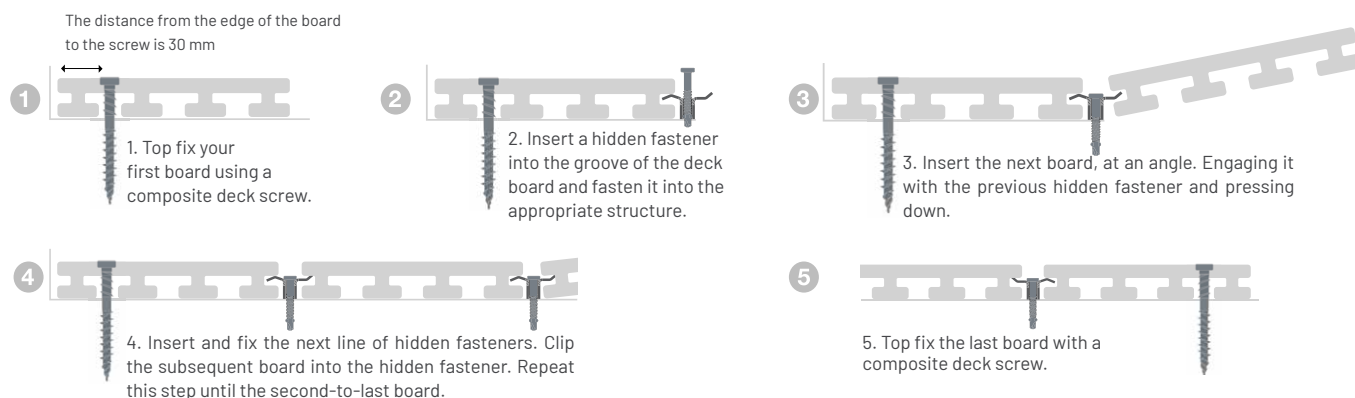 The distance from the edge of the board
to the screw is 30 mm
1
1. Top fix your
first board using a
composite deck screw.
2
2. Insert a hidden fastener
into the groove of the deck
board and fasten it into the
appropriate structure.
3
3. Insert the next board, at an angle. Engaging it
with the previous hidden fastener and pressing
down.
4
4. Insert and fix the next line of hidden fasteners. Clip
the subsequent board into the hidden fastener. Repeat
this step until the second-to-last board.
5
5. Top fix the last board with a
composite deck screw.